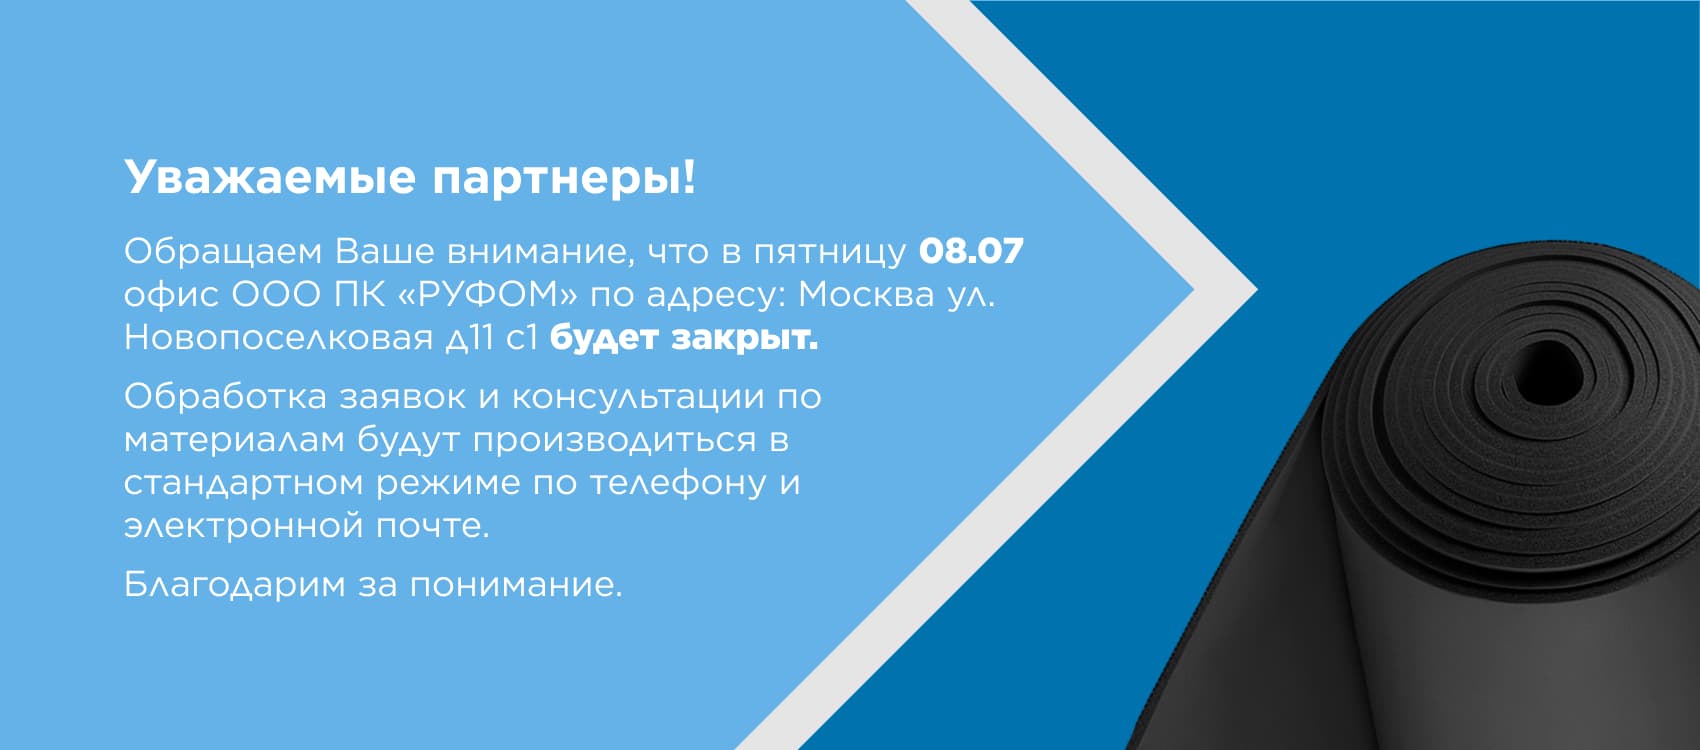 Уважаемые партнеры!
Обращаем Ваше внимание, что в пятницу 08.07
офис ООО ПК «РУФОМ» по адресу: Москва ул.
Новопоселковая д11 с1 будет закрыт.
Обработка заявок и консультации по
материалам будут производиться в
стандартном режиме по телефону и
электронной почте.
Благодарим за понимание.